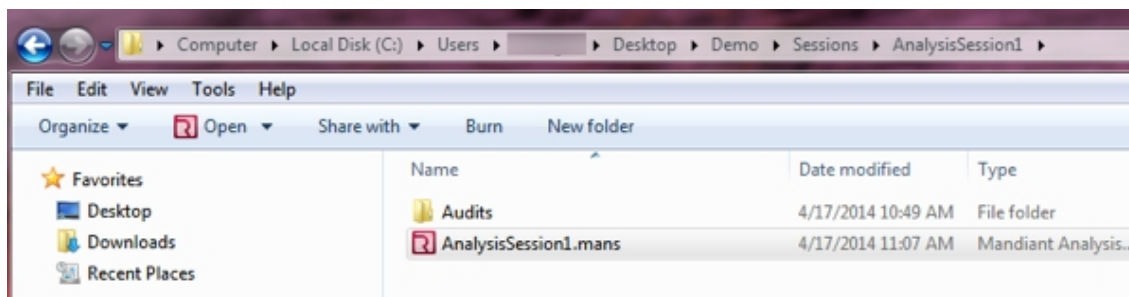 Computer Local Disk (C:) Users Desktop Demo Sessions AnalysisSession1
File Edit View Tools Help
Organize Open Share with Burn New folder
Name Date modified Type
Favorites
Desktop
Downloads
Recent Places
Audits 4/17/2014 10:49 AM File folder
AnalysisSession1.mans 4/17/2014 11:07 AM Mandiant Analysis...